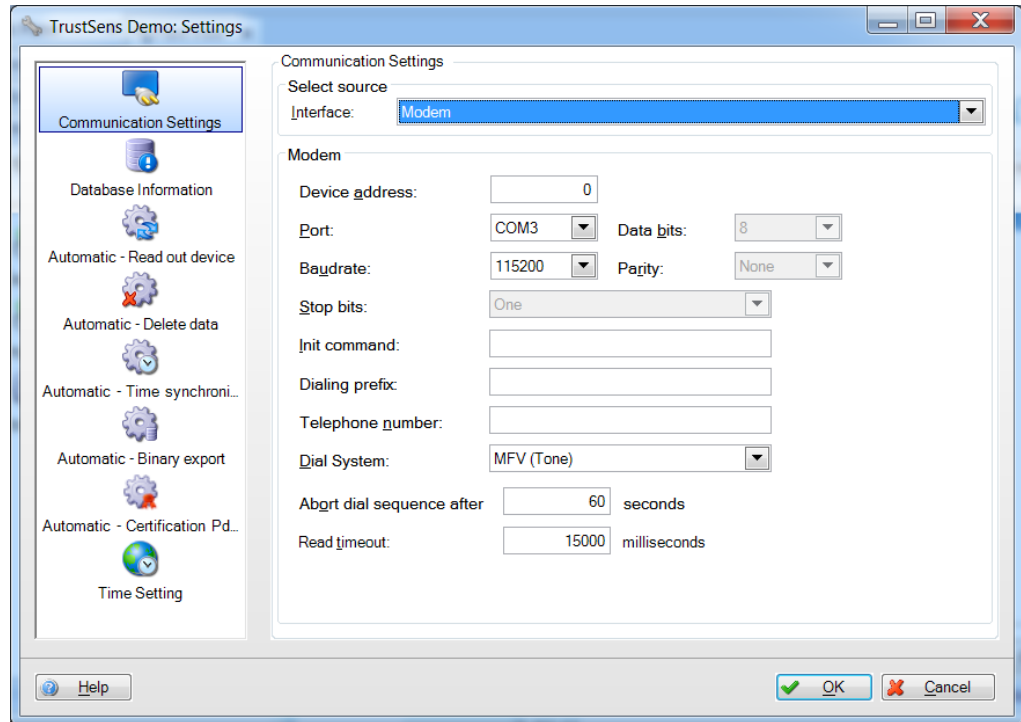 TrustSens Demo: Settings
Communication Settings
Database Information
Automatic - Read out device
Automatic - Delete data
Automatic - Time synchroni...
Automatic - Binary export
Automatic - Certification Pd...
Time Setting
Communication Settings
Select source
Interface: Modem
Modem
Device address: 0
Port: COM3 Data bits: 8
Baudrate: 115200 Parity: None
Stop bits: One
Init command:
Dialing prefix:
Telephone number:
Dial System: MFV (Tone)
Abort dial sequence after 60 seconds
Read timeout: 15000 milliseconds
Help OK Cancel